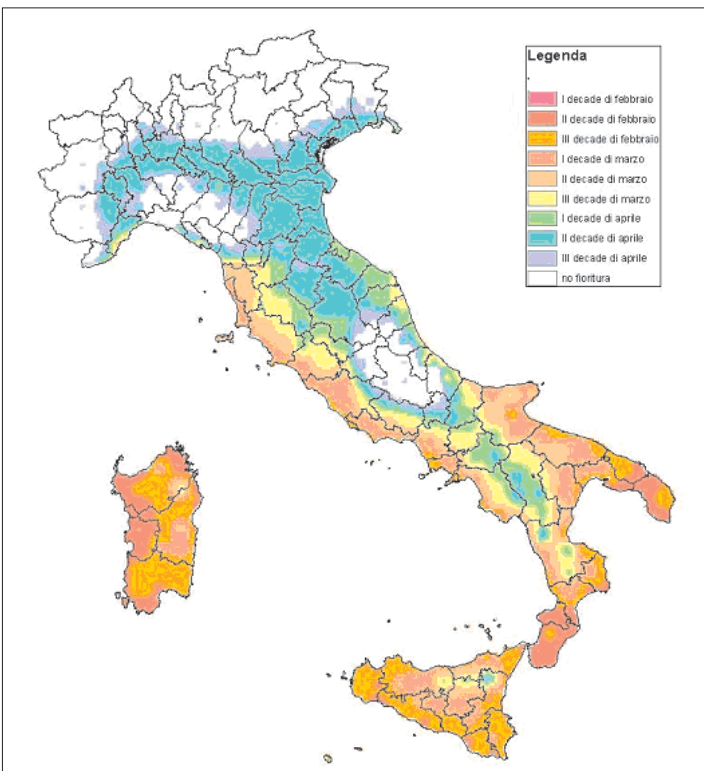 Legenda
I decade di febbraio
II decade di febbraio
III decade di febbraio
I decade di marzo
II decade di marzo
III decade di marzo
I decade di aprile
II decade di aprile
III decade di aprile
no fioritura